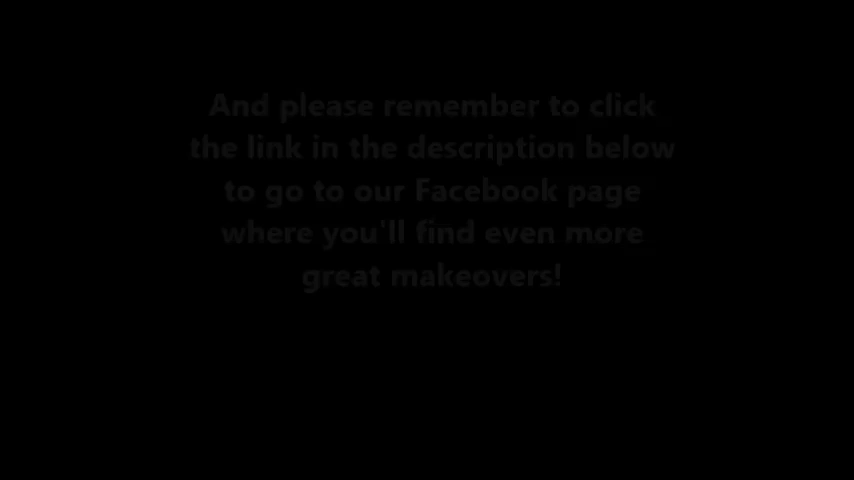 And please remember to click
the link in the description below
to go to our Facebook page
where you'll find even more
great makeovers!